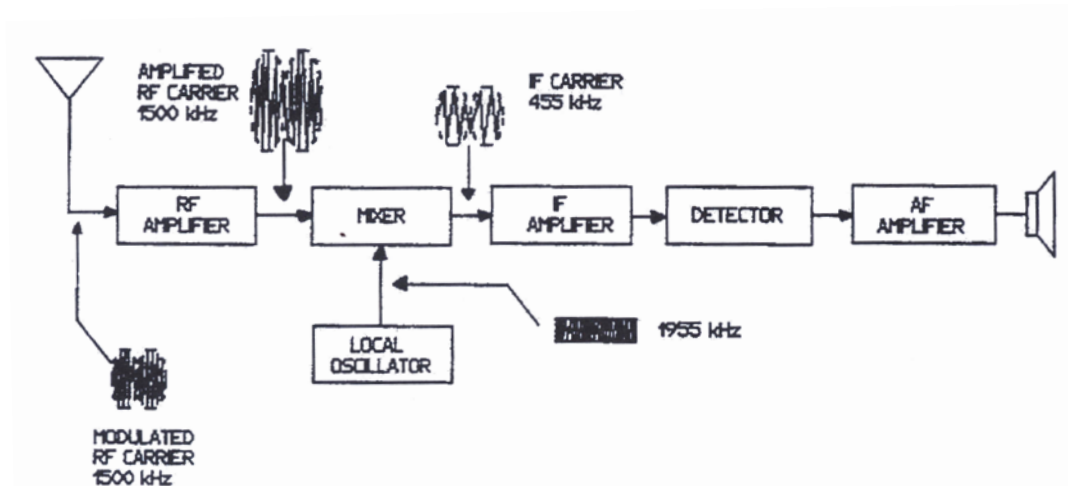 AMPLIFIED
RF CARRIER
1500 kHz
IF CARRIER
455 kHz
RF
AMPLIFIER
MIXER
IF
AMPLIFIER
DETECTOR
AF
AMPLIFIER
LOCAL
OSCILLATOR
1955 kHz
MODULATED
RF CARRIER
1500 kHz